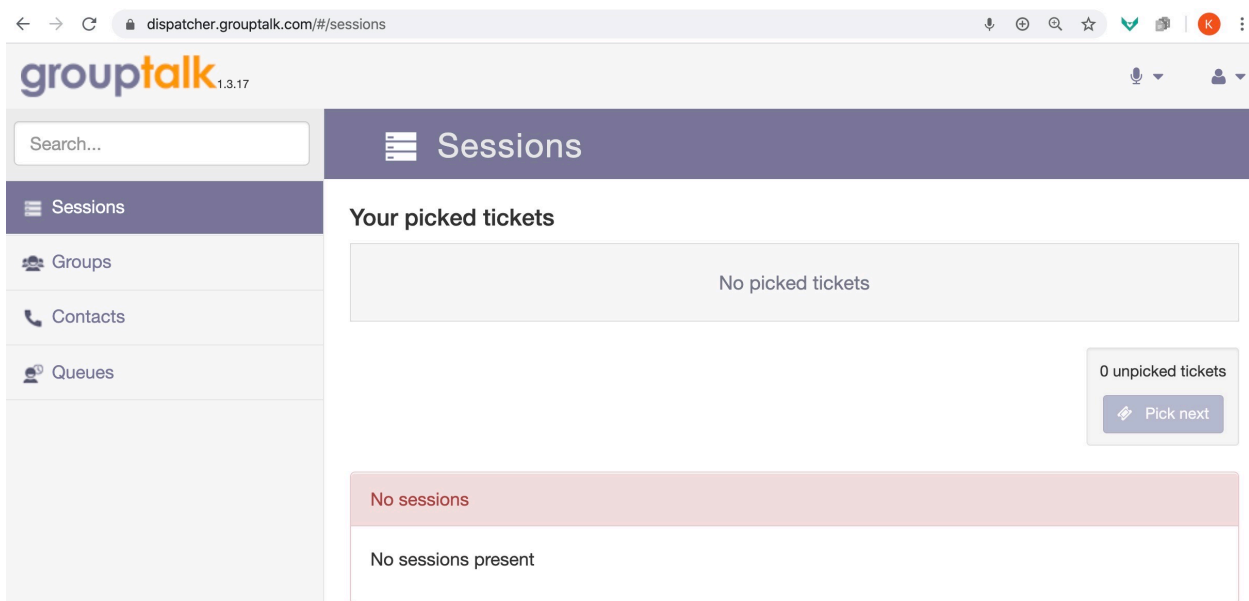 dispatcher.grouptalk.com/#/sessions
K
grouptalk 1.3.17
Search...
Sessions
Sessions
Groups
Contacts
Queues
Your picked tickets
No picked tickets
0 unpicked tickets
Pick next
No sessions
No sessions present